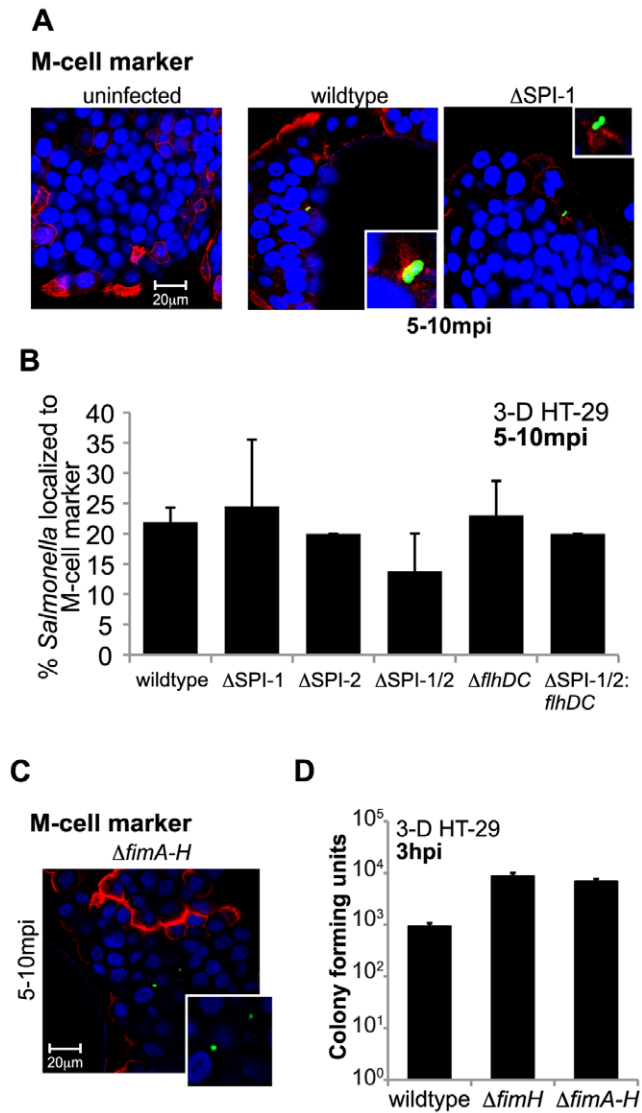 A
M-cell marker
uninfected
wildtype
ΔSPI-1
20μm
5-10mpi
B
% Salmonella localized to
M-cell marker
40
35
30
25
20
15
10
5
0
3-D HT-29
5-10mpi
wildtype
ΔSPI-1
ΔSPI-2
ΔSPI-1/2
ΔflhDC
ΔSPI-1/2:
flhDC
C
M-cell marker
ΔfimA-H
5-10mpi
20μm
D
Colony forming units
10⁵
10⁴
10³
10²
10¹
10⁰
3-D HT-29
3hpi
wildtype
ΔfimH
ΔfimA-H